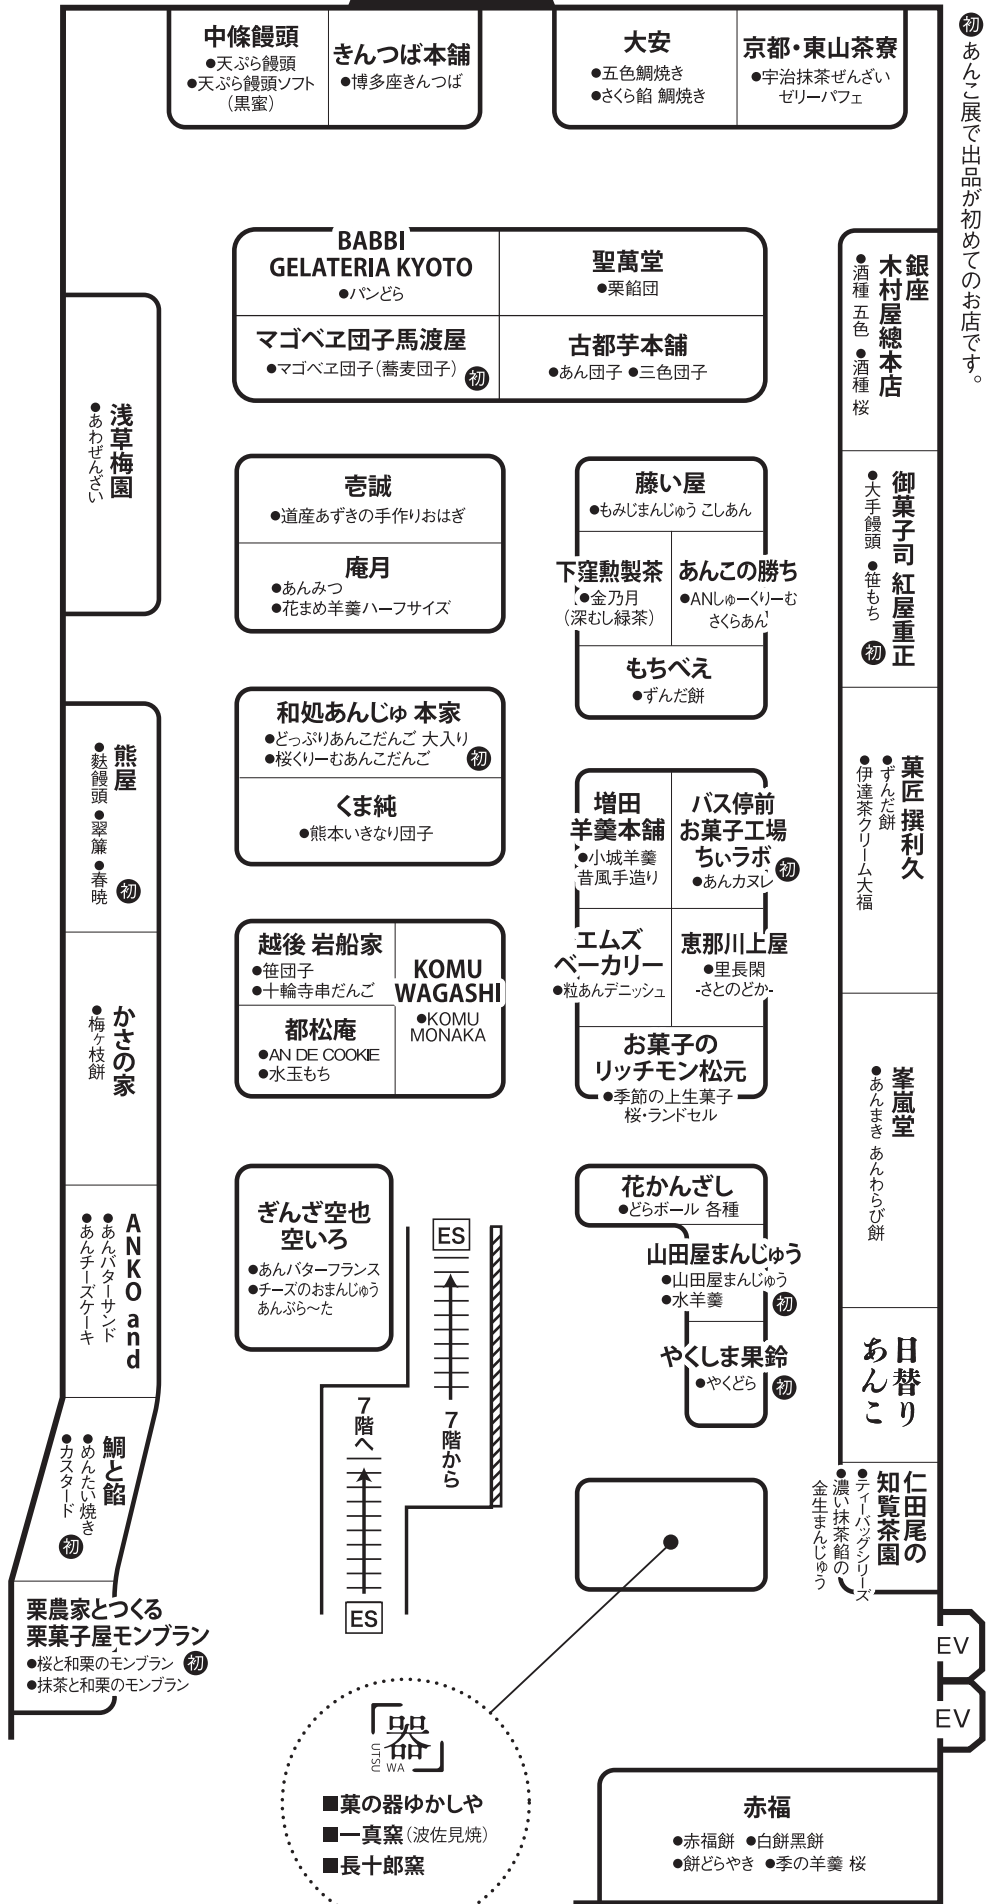 初 あんこ展で出品が初めてのお店です。
中條饅頭
●天ぷら饅頭
●天ぷら饅頭ソフト
(黒蜜)
きんつば本舗
●博多座きんつば
大安
●五色鯛焼き
●さくら餡 鯛焼き
京都・東山茶寮
●宇治抹茶ぜんざい
ゼリーパフェ
BABBI
GELATERIA KYOTO
●パンどら
聖萬堂
●栗餡団
マゴベヱ団子馬渡屋
●マゴベヱ団子(蕎麦団子) 初
古都芋本舗
●あん団子 ●三色団子
銀座
木村屋總本店
●酒種 五色 ●酒種 桜
浅草梅園
●あわぜんざい
壱誠
●道産あずきの手作りおはぎ
庵月
●あんみつ
●花まめ羊羹ハーフサイズ
藤い屋
●もみじまんじゅう こしあん
下窪勲製茶
●金乃月
(深むし緑茶)
あんこの勝ち
●ANしゅーくりーむ
さくらあん
もちべえ
●ずんだ餅
御菓子司 紅屋重正
●大手饅頭 ●笹もち 初
和処あんじゅ 本家
●どっぷりあんこだんご 大入り
●桜くりーむあんこだんご 初
くま純
●熊本いきなり団子
熊屋
●麩饅頭 ●翠簾 ●春暁 初
増田
羊羹本舗
●小城羊羹
昔風手造り
バス停前
お菓子工場
ちぃラボ 初
●あんカヌレ
菓匠 撰利久
●ずんだ餅
●伊達茶クリーム大福
越後 岩船家
●笹団子
●十輪寺串だんご
都松庵
●AN DE COOKIE
●水玉もち
KOMU
WAGASHI
●KOMU
MONAKA
エムズ
ベーカリー
●粒あんデニッシュ
恵那川上屋
●里長閑
-さとのどか-
お菓子の
リッチモン松元
●季節の上生菓子
桜・ランドセル
かさの家
●梅ヶ枝餅
峯嵐堂
●あんまき あんわらび餅
ぎんざ空也
空いろ
●あんバターフランス
●チーズのおまんじゅう
あんぷら〜た
花かんざし
●どらボール 各種
山田屋まんじゅう
●山田屋まんじゅう
●水羊羹 初
やくしま果鈴
●やくどら 初
ANKO and
●あんバターサンド
●あんチーズケーキ
日替り
あんこ
ES
7階から
7階へ
ES
鯛と餡
●めんたい焼き
●カスタード 初
仁田尾の
知覧茶園
●ティーバッグシリーズ
●濃い抹茶餡の
金生まんじゅう
栗農家とつくる
栗菓子屋モンブラン
●桜と和栗のモンブラン 初
●抹茶と和栗のモンブラン
EV
EV
「器」
UTSUWA
■菓の器ゆかしや
■一真窯(波佐見焼)
■長十郎窯
赤福
●赤福餅 ●白餅黒餅
●餅どらやき ●季の羊羹 桜